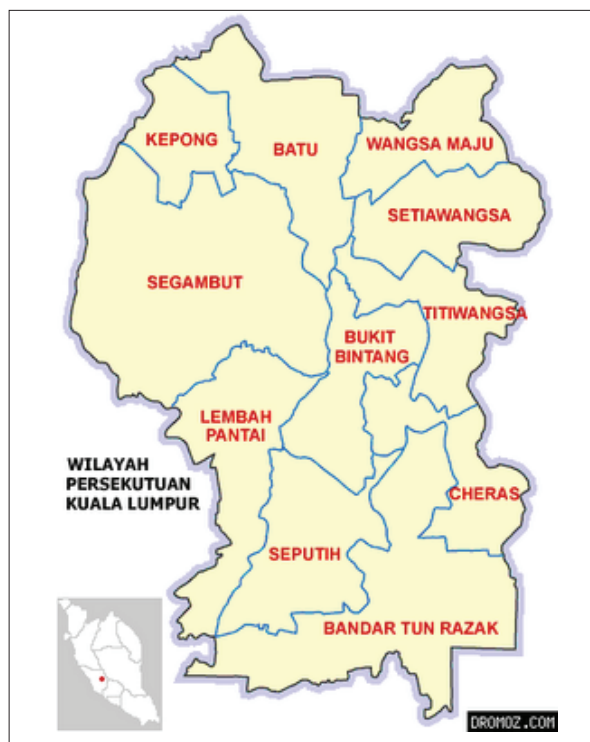 KEPONG
BATU
WANGSA MAJU
SETIAWANGSA
SEGAMBUT
TITIWANGSA
BUKIT
BINTANG
LEMBAH
PANTAI
WILAYAH
PERSEKUTUAN
KUALA LUMPUR
CHERAS
SEPUTIH
BANDAR TUN RAZAK
DROMOZ.COM